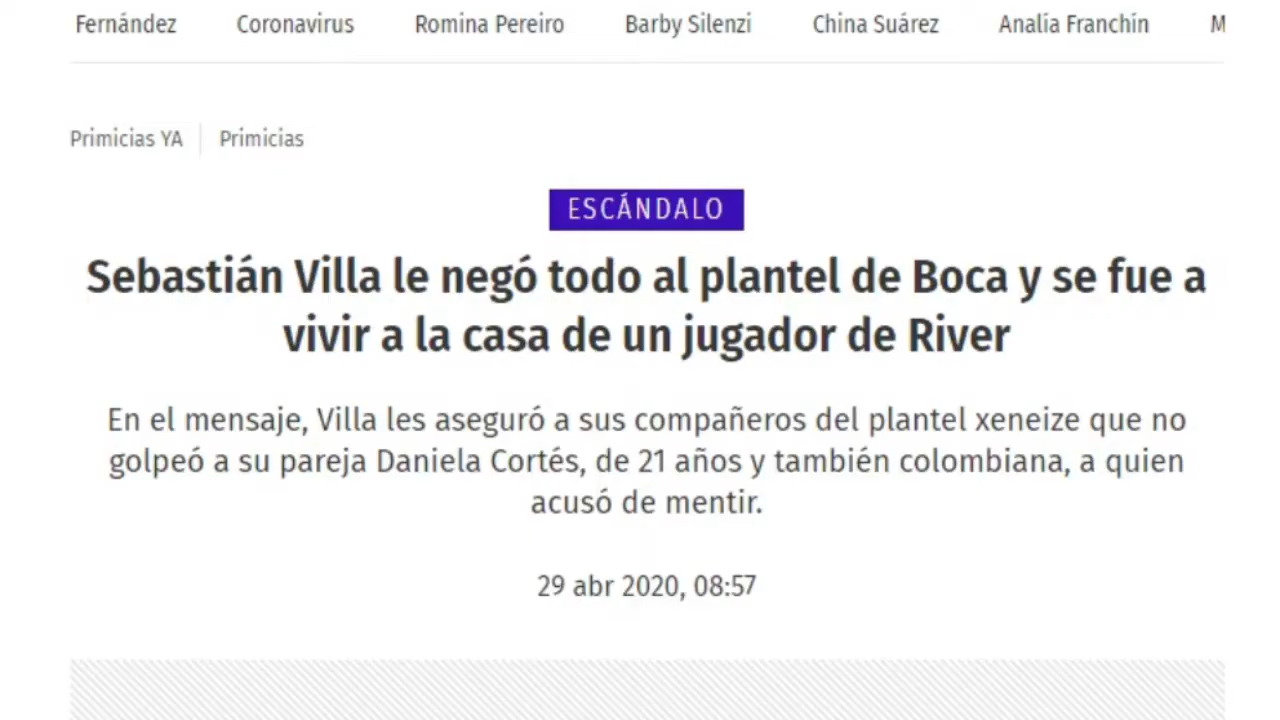 Fernández Coronavirus Romina Pereiro Barby Silenzi China Suárez Analía Franchín M
Primicias YA Primicias
ESCÁNDALO
Sebastián Villa le negó todo al plantel de Boca y se fue a
vivir a la casa de un jugador de River
En el mensaje, Villa les aseguró a sus compañeros del plantel xeneize que no
golpeó a su pareja Daniela Cortés, de 21 años y también colombiana, a quien
acusó de mentir.
29 abr 2020, 08:57